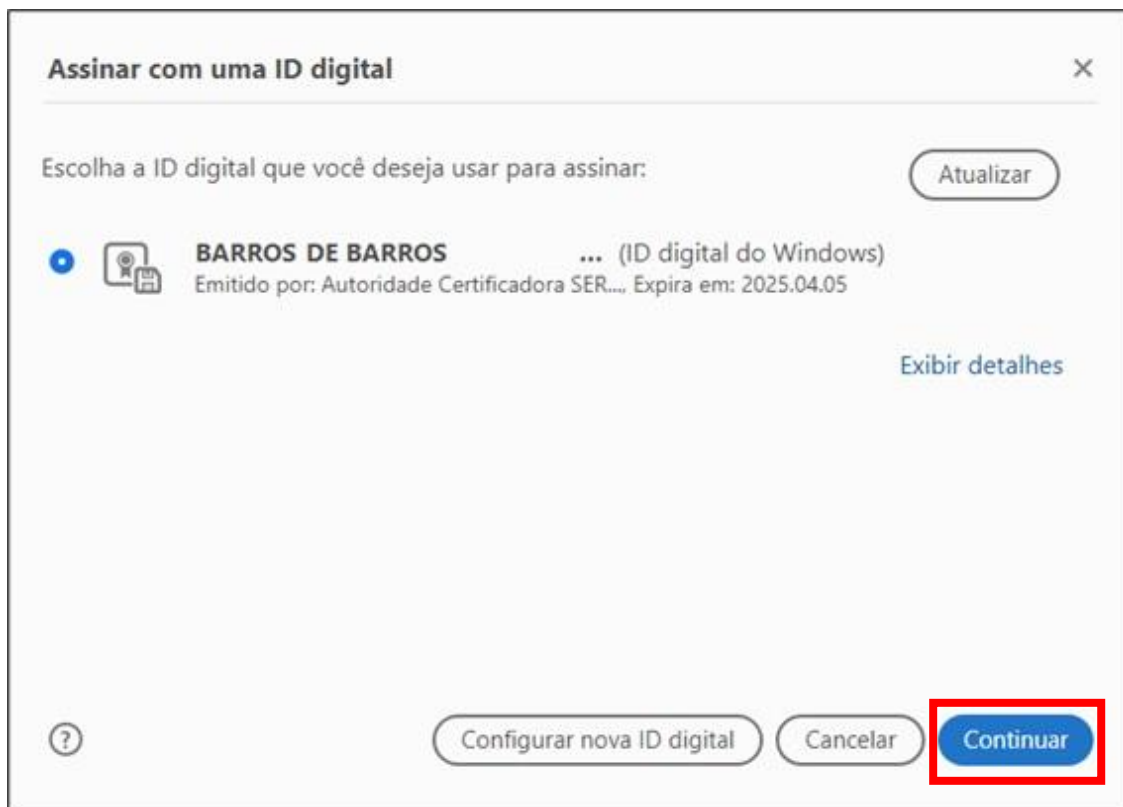 Assinar com uma ID digital
Escolha a ID digital que você deseja usar para assinar:
Atualizar
BARROS DE BARROS ... (ID digital do Windows)
Emitido por: Autoridade Certificadora SER..., Expira em: 2025.04.05
Exibir detalhes
?
Configurar nova ID digital
Cancelar
Continuar